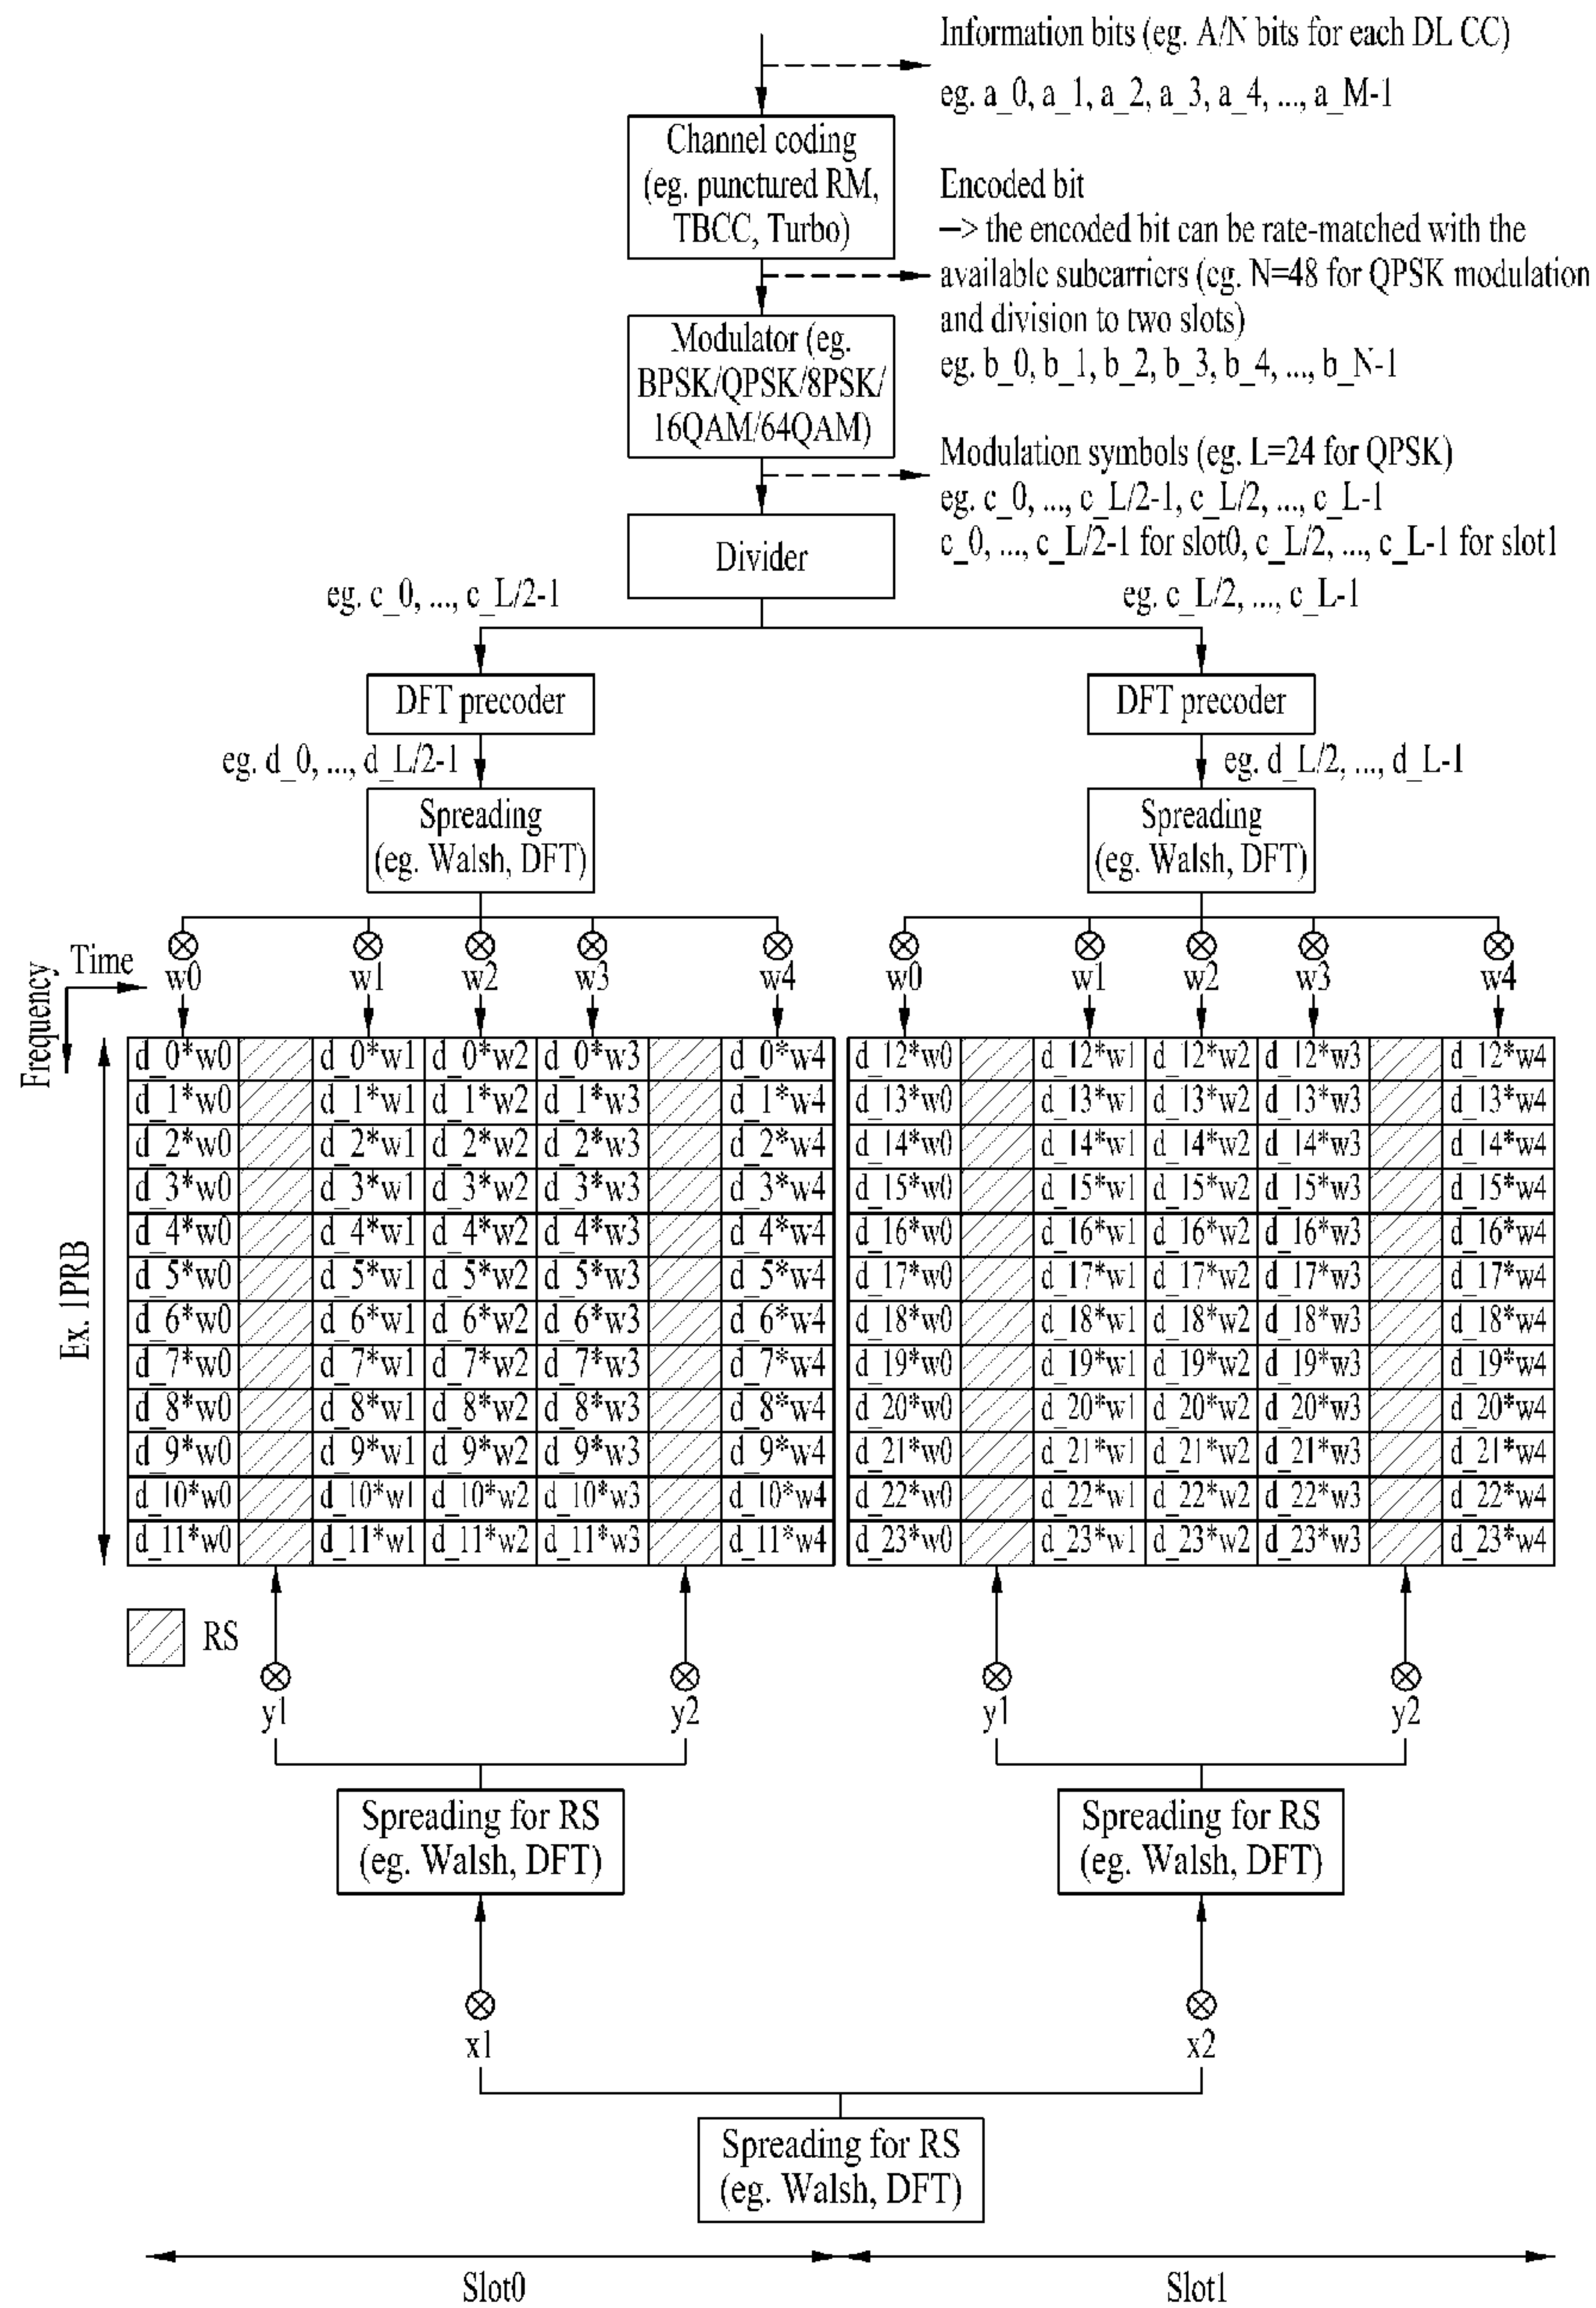 Information bits (eg. A/N bits for each DL CC)
eg. a_0, a_1, a_2, a_3, a_4, ..., a_M-1
Channel coding
(eg. punctured RM,
TBCC, Turbo)
Encoded bit
–> the encoded bit can be rate-matched with the
available subcarriers (eg. N=48 for QPSK modulation
and division to two slots)
eg. b_0, b_1, b_2, b_3, b_4, ..., b_N-1
Modulator (eg.
BPSK/QPSK/8PSK/
16QAM/64QAM)
Modulation symbols (eg. L=24 for QPSK)
eg. c_0, ..., c_L/2-1, c_L/2, ..., c_L-1
c_0, ..., c_L/2-1 for slot0, c_L/2, ..., c_L-1 for slot1
Divider
eg. c_0, ..., c_L/2-1 eg. c_L/2, ..., c_L-1
DFT precoder DFT precoder
eg. d_0, ..., d_L/2-1 eg. d_L/2, ..., d_L-1
Spreading Spreading
(eg. Walsh, DFT) (eg. Walsh, DFT)
Time
Frequency
w0 w1 w2 w3 w4 w0 w1 w2 w3 w4
d_0*w0 d_0*w1 d_0*w2 d_0*w3 d_0*w4 d_12*w0 d_12*w1 d_12*w2 d_12*w3 d_12*w4
d_1*w0 d_1*w1 d_1*w2 d_1*w3 d_1*w4 d_13*w0 d_13*w1 d_13*w2 d_13*w3 d_13*w4
d_2*w0 d_2*w1 d_2*w2 d_2*w3 d_2*w4 d_14*w0 d_14*w1 d_14*w2 d_14*w3 d_14*w4
d_3*w0 d_3*w1 d_3*w2 d_3*w3 d_3*w4 d_15*w0 d_15*w1 d_15*w2 d_15*w3 d_15*w4
d_4*w0 d_4*w1 d_4*w2 d_4*w3 d_4*w4 d_16*w0 d_16*w1 d_16*w2 d_16*w3 d_16*w4
d_5*w0 d_5*w1 d_5*w2 d_5*w3 d_5*w4 d_17*w0 d_17*w1 d_17*w2 d_17*w3 d_17*w4
d_6*w0 d_6*w1 d_6*w2 d_6*w3 d_6*w4 d_18*w0 d_18*w1 d_18*w2 d_18*w3 d_18*w4
d_7*w0 d_7*w1 d_7*w2 d_7*w3 d_7*w4 d_19*w0 d_19*w1 d_19*w2 d_19*w3 d_19*w4
d_8*w0 d_8*w1 d_8*w2 d_8*w3 d_8*w4 d_20*w0 d_20*w1 d_20*w2 d_20*w3 d_20*w4
d_9*w0 d_9*w1 d_9*w2 d_9*w3 d_9*w4 d_21*w0 d_21*w1 d_21*w2 d_21*w3 d_21*w4
d_10*w0 d_10*w1 d_10*w2 d_10*w3 d_10*w4 d_22*w0 d_22*w1 d_22*w2 d_22*w3 d_22*w4
d_11*w0 d_11*w1 d_11*w2 d_11*w3 d_11*w4 d_23*w0 d_23*w1 d_23*w2 d_23*w3 d_23*w4
Ex. 1PRB
RS
y1 y2 y1 y2
Spreading for RS Spreading for RS
(eg. Walsh, DFT) (eg. Walsh, DFT)
x1 x2
Spreading for RS
(eg. Walsh, DFT)
Slot0 Slot1